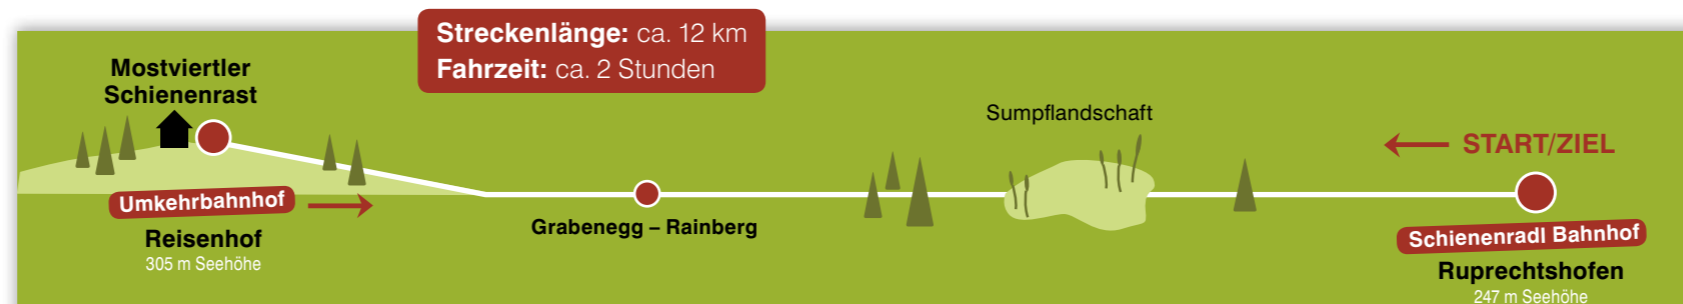 Streckenlänge: ca. 12 km
Fahrzeit: ca. 2 Stunden
Mostviertler
Schienenrast
Umkehrbahnhof
Reisenhof
305 m Seehöhe
Grabenegg – Rainberg
Sumpflandschaft
START/ZIEL
Schienenradl Bahnhof
Ruprechtshofen
247 m Seehöhe